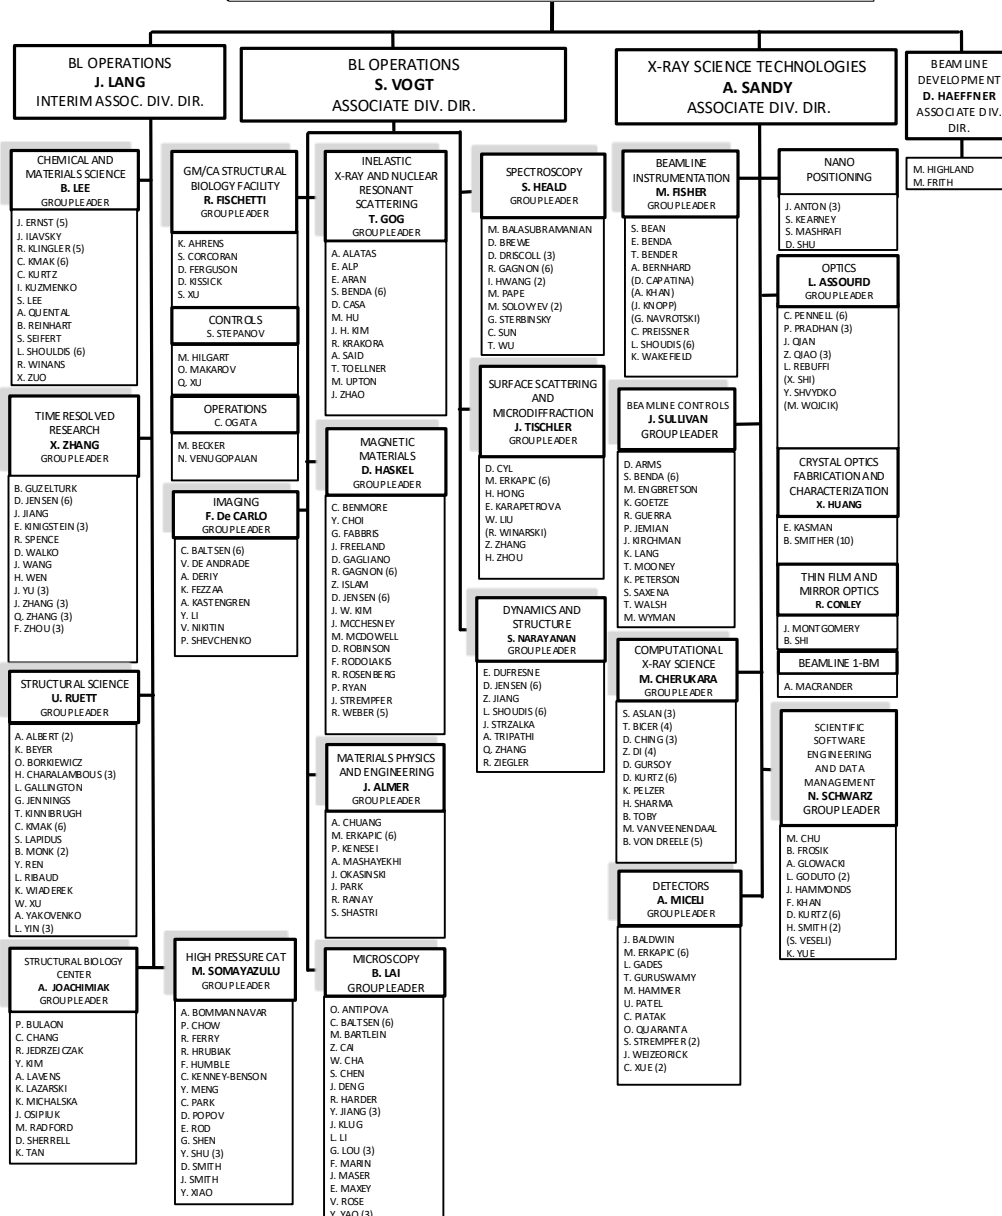 BL OPERATIONS
J. LANG
INTERIM ASSOC. DIV. DIR.
CHEMICAL AND
MATERIALS SCIENCE
B. LEE
GROUP LEADER
J. ERNST (5)
J. ILAVSKY
R. KLINGLER (5)
C. KMAK (6)
C. KURTZ
I. KUZMENKO
S. LEE
A. QUENTAL
B. REINHART
S. SEIFERT
L. SHOULDIS (6)
R. WINANS
X. ZUO
TIME RESOLVED
RESEARCH
X. ZHANG
GROUP LEADER
B. GUZELTURK
D. JENSEN (6)
J. JIANG
E. KINIGSTEIN (3)
R. SPENCE
D. WALKO
J. WANG
H. WEN
J. YU (3)
J. ZHANG (3)
Q. ZHANG (3)
F. ZHOU (3)
STRUCTURAL SCIENCE
U. RUETT
GROUP LEADER
A. ALBERT (2)
K. BEYER
O. BORKIEWICZ
H. CHARALAMBOUS (3)
L. GALLINGTON
G. JENNINGS
T. KINNIBRUGH
C. KMAK (6)
S. LAPIDUS
B. MONK (2)
Y. REN
L. RIBAUD
K. WIADEREK
W. XU
A. YAKOVENKO
L. YIN (3)
STRUCTURAL BIOLOGY
CENTER
A. JOACHIMIAK
GROUP LEADER
P. BULAON
C. CHANG
R. JEDRZEJCZAK
Y. KIM
A. LAVENS
K. LAZARSKI
K. MICHALSKA
J. OSIPIUK
M. RADFORD
D. SHERRELL
K. TAN
BL OPERATIONS
S. VOGT
ASSOCIATE DIV. DIR.
GM/CA STRUCTURAL
BIOLOGY FACILITY
R. FISCHETTI
GROUP LEADER
K. AHRENS
S. CORCORAN
D. FERGUSON
D. KISSICK
S. XU
CONTROLS
S. STEPANOV
M. HILGART
O. MAKAROV
Q. XU
OPERATIONS
C. OGATA
M. BECKER
N. VENUGOPALAN
IMAGING
F. De CARLO
GROUP LEADER
C. BALTSEN (6)
V. DE ANDRADE
A. DERIY
K. FEZZAA
A. KASTENGREN
Y. LI
V. NIKITIN
P. SHEVCHENKO
HIGH PRESSURE CAT
M. SOMAYAZULU
GROUP LEADER
A. BOMMANNAVAR
P. CHOW
R. FERRY
R. HRUBIAK
F. HUMBLE
C. KENNEY-BENSON
Y. MENG
C. PARK
D. POPOV
E. ROD
G. SHEN
Y. SHU (3)
D. SMITH
J. SMITH
Y. XIAO
INELASTIC
X-RAY AND NUCLEAR
RESONANT
SCATTERING
T. GOG
GROUP LEADER
A. ALATAS
E. ALP
E. ARAN
S. BENDA (6)
D. CASA
M. HU
J. H. KIM
R. KRAKORA
A. SAID
T. TOELLNER
M. UPTON
J. ZHAO
MAGNETIC
MATERIALS
D. HASKEL
GROUP LEADER
C. BENMORE
Y. CHOI
G. FABBRIS
J. FREELAND
D. GAGLIANO
R. GAGNON (6)
Z. ISLAM
D. JENSEN (6)
J. W. KIM
J. MCCHESNEY
M. MCDOWELL
D. ROBINSON
F. RODOLAKIS
R. ROSENBERG
P. RYAN
J. STREMPFER
R. WEBER (5)
MATERIALS PHYSICS
AND ENGINEERING
J. ALMER
GROUP LEADER
A. CHUANG
M. ERKAPIC (6)
P. KENESEI
A. MASHAYEKHI
J. OKASINSKI
J. PARK
R. RANAY
S. SHASTRI
MICROSCOPY
B. LAI
GROUP LEADER
O. ANTIPOVA
C. BALTSEN (6)
M. BARTLEIN
Z. CAI
W. CHA
S. CHEN
J. DENG
R. HARDER
Y. JIANG (3)
J. KLUG
L. LI
G. LOU (3)
F. MARIN
J. MASER
E. MAXEY
V. ROSE
Y. YAO (3)
SPECTROSCOPY
S. HEALD
GROUP LEADER
M. BALASUBRAMANIAN
D. BREWE
D. DRISCOLL (3)
R. GAGNON (6)
I. HWANG (2)
M. PAPE
M. SOLOVYEV (2)
G. STERBINSKY
C. SUN
T. WU
SURFACE SCATTERING
AND
MICRODIFFRACTION
J. TISCHLER
GROUP LEADER
D. CYL
M. ERKAPIC (6)
H. HONG
E. KARAPETROVA
W. LIU
(R. WINARSKI)
Z. ZHANG
H. ZHOU
DYNAMICS AND
STRUCTURE
S. NARAYANAN
GROUP LEADER
E. DUFRESNE
D. JENSEN (6)
Z. JIANG
L. SHOUDIS (6)
J. STRZALKA
A. TRIPATHI
Q. ZHANG
R. ZIEGLER
X-RAY SCIENCE TECHNOLOGIES
A. SANDY
ASSOCIATE DIV. DIR.
BEAMLINE
INSTRUMENTATION
M. FISHER
GROUP LEADER
S. BEAN
E. BENDA
T. BENDER
A. BERNHARD
(D. CAPATINA)
(A. KHAN)
(J. KNOPP)
(G. NAVROTSKI)
C. PREISSNER
L. SHOUDIS (6)
K. WAKEFIELD
BEAMLINE CONTROLS
J. SULLIVAN
GROUP LEADER
D. ARMS
S. BENDA (6)
M. ENGBRETSON
K. GOETZE
R. GUERRA
P. JEMIAN
J. KIRCHMAN
K. LANG
T. MOONEY
K. PETERSON
S. SAXENA
T. WALSH
M. WYMAN
COMPUTATIONAL
X-RAY SCIENCE
M. CHERUKARA
GROUP LEADER
S. ASLAN (3)
T. BICER (4)
D. CHING (3)
Z. DI (4)
D. GURSOY
D. KURTZ (6)
K. PELZER
H. SHARMA
B. TOBY
M. VANVEENENDAAL
B. VON DREELE (5)
DETECTORS
A. MICELI
GROUP LEADER
J. BALDWIN
M. ERKAPIC (6)
L. GADES
T. GURUSWAMY
M. HAMMER
U. PATEL
C. PIATAK
O. QUARANTA
S. STREMPFER (2)
J. WEIZEORICK
C. XUE (2)
NANO
POSITIONING
J. ANTON (3)
S. KEARNEY
S. MASHRAFI
D. SHU
OPTICS
L. ASSOUFID
GROUP LEADER
C. PENNELL (6)
P. PRADHAN (3)
J. QIAN
Z. QIAO (3)
L. REBUFFI
(X. SHI)
Y. SHVYDKO
(M. WOJCIK)
CRYSTAL OPTICS
FABRICATION AND
CHARACTERIZATION
X. HUANG
E. KASMAN
B. SMITHER (10)
THIN FILM AND
MIRROR OPTICS
R. CONLEY
J. MONTGOMERY
B. SHI
BEAMLINE 1-BM
A. MACRANDER
SCIENTIFIC
SOFTWARE
ENGINEERING
AND DATA
MANAGEMENT
N. SCHWARZ
GROUP LEADER
M. CHU
B. FROSIK
A. GLOWACKI
L. GODUTO (2)
J. HAMMONDS
F. KHAN
D. KURTZ (6)
H. SMITH (2)
(S. VESELI)
K. YUE
BEAMLINE
DEVELOPMENT
D. HAEFFNER
ASSOCIATE DIV.
DIR.
M. HIGHLAND
M. FRITH